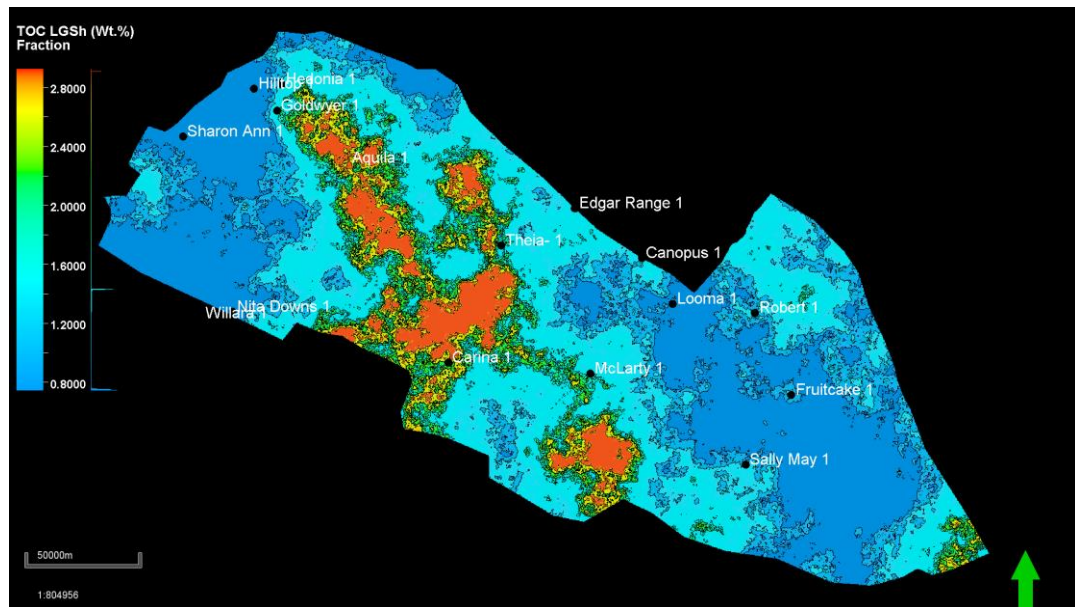 TOC LGSh (Wt.%)
Fraction
2.8000
2.4000
2.0000
1.6000
1.2000
0.8000
Hedonia 1
Hilltop 1
Goldwyer 1
Sharon Ann 1
Aquila 1
Edgar Range 1
Theia- 1
Canopus 1
Looma 1
Nita Downs 1
Robert 1
Willara 1
Carina 1
McLarty 1
Fruitcake 1
Sally May 1
50000m
1:804956